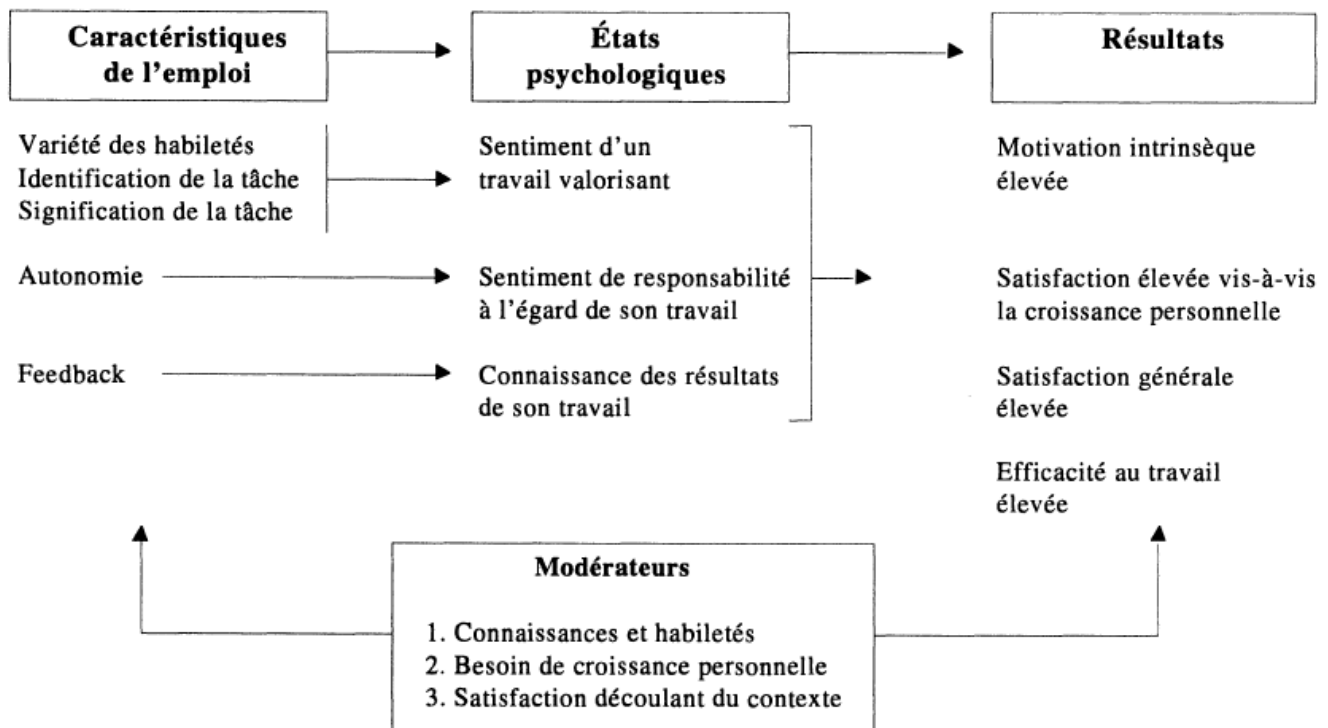 Caractéristiques
de l'emploi
États
psychologiques
Résultats
Variété des habiletés
Identification de la tâche
Signification de la tâche
Sentiment d'un
travail valorisant
Motivation intrinsèque
élevée
Autonomie
Sentiment de responsabilité
à l'égard de son travail
Satisfaction élevée vis-à-vis
la croissance personnelle
Feedback
Connaissance des résultats
de son travail
Satisfaction générale
élevée
Efficacité au travail
élevée
Modérateurs
1. Connaissances et habiletés
2. Besoin de croissance personnelle
3. Satisfaction découlant du contexte